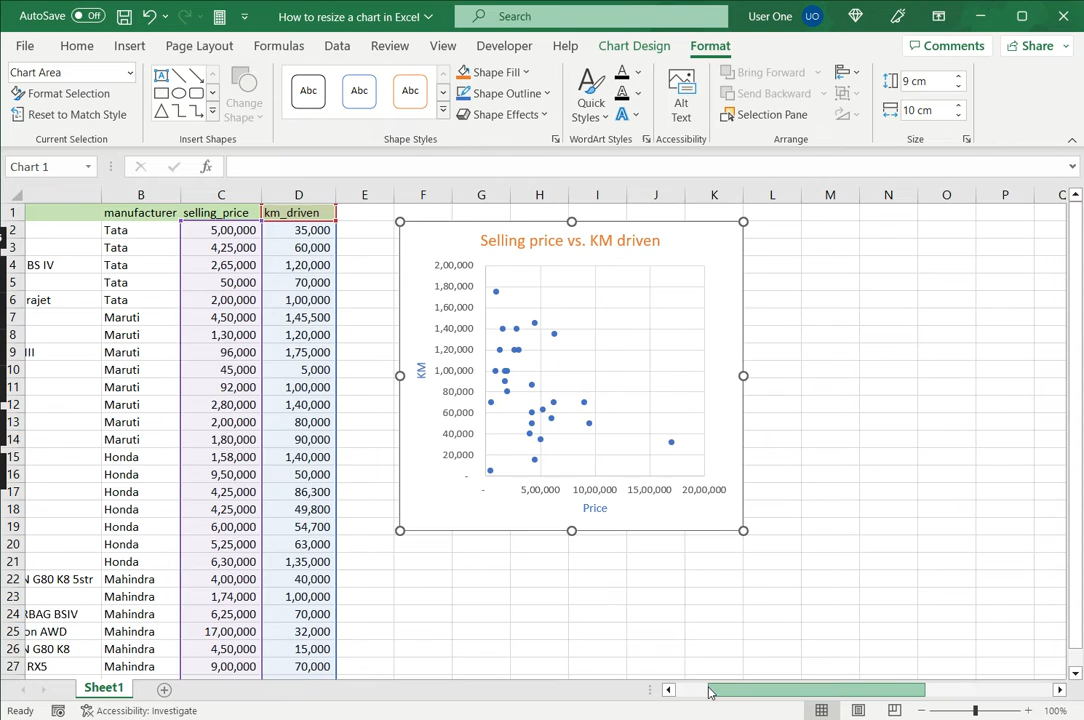 AutoSave Off How to resize a chart in Excel Search User One UO
File Home Insert Page Layout Formulas Data Review View Developer Help Chart Design Format Comments Share
Chart Area
Format Selection
Reset to Match Style
Current Selection
Change
Shape
Insert Shapes
Abc Abc Abc
Shape Fill
Shape Outline
Shape Effects
Shape Styles
Quick
Styles
A
A
A
WordArt Styles
Alt
Text
Accessibility
Bring Forward
Send Backward
Selection Pane
Arrange
9 cm
10 cm
Size
Chart 1 fx
B C D E F G H I J K L M N O P
1 manufacturer selling_price km_driven
2 Tata 5,00,000 35,000
3 Tata 4,25,000 60,000
4 BS IV Tata 2,65,000 1,20,000
5 Tata 50,000 70,000
6 rajet Tata 2,00,000 1,00,000
7 Maruti 4,50,000 1,45,500
8 Maruti 1,30,000 1,20,000
9 III Maruti 96,000 1,75,000
10 Maruti 45,000 5,000
11 Maruti 92,000 1,00,000
12 Maruti 2,80,000 1,40,000
13 Maruti 2,00,000 80,000
14 Maruti 1,80,000 90,000
15 Honda 1,58,000 1,40,000
16 Honda 9,50,000 50,000
17 Honda 4,25,000 86,300
18 Honda 4,25,000 49,800
19 Honda 6,00,000 54,700
20 Honda 5,25,000 63,000
21 Honda 6,30,000 1,35,000
22 N G80 K8 5str Mahindra 4,00,000 40,000
23 Mahindra 1,74,000 1,00,000
24 RBAG BSIV Mahindra 6,25,000 70,000
25 on AWD Mahindra 17,00,000 32,000
26 N G80 K8 Mahindra 4,50,000 15,000
27 RX5 Mahindra 9,00,000 70,000
Selling price vs. KM driven
2,00,000
1,80,000
1,60,000
1,40,000
1,20,000
1,00,000
80,000
60,000
40,000
20,000
-
KM
- 5,00,000 10,00,000 15,00,000 20,00,000
Price
Sheet1
Ready Accessibility: Investigate 100%